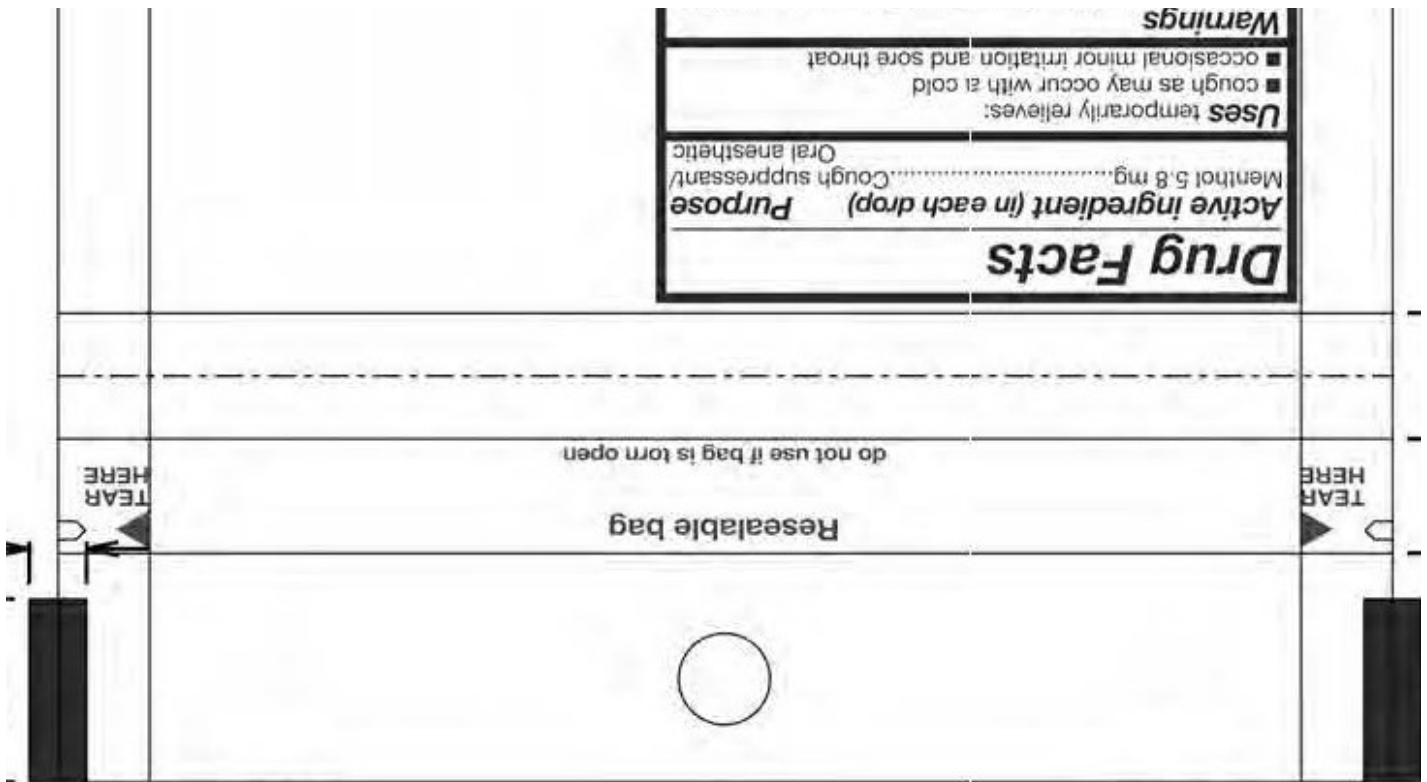 TEAR
HERE
TEAR
HERE
Resealable bag
do not use if bag is torn open
Drug Facts
Active ingredient (in each drop) Purpose
Menthol 5.8 mg........................................Cough suppressant/
Oral anesthetic
Uses temporarily relieves:
■ cough as may occur with a cold
■ occasional minor irritation and sore throat
Warnings